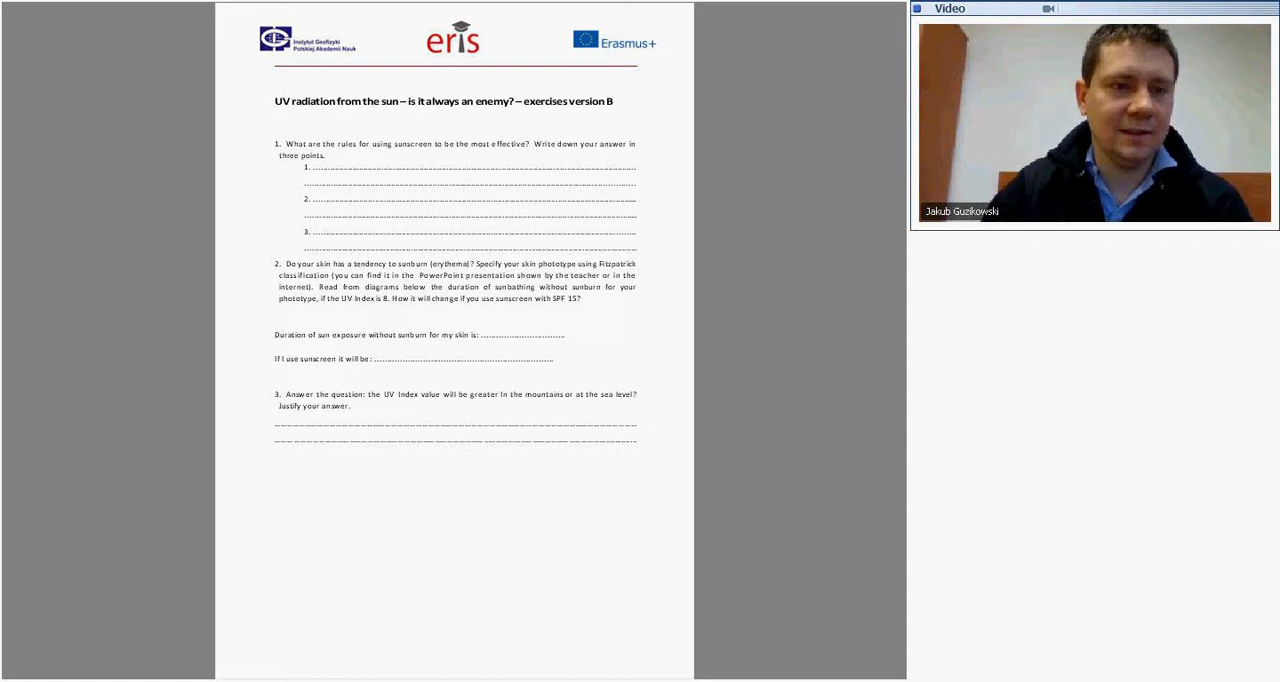 Instytut Geofizyki
Polskiej Akademii Nauk
eris
Erasmus+
UV radiation from the sun – is it always an enemy? – exercises version B
1. What are the rules for using sunscreen to be the most effective? Write down your answer in
three points.
1. ....................................................................................................
....................................................................................................
2. ....................................................................................................
....................................................................................................
3. ....................................................................................................
....................................................................................................
2. Do your skin has a tendency to sunburn (erythema)? Specify your skin phototype using Fitzpatrick
classification (you can find it in the PowerPoint presentation shown by the teacher or in the
internet). Read from diagrams below the duration of sunbathing without sunburn for your
phototype, if the UV Index is 8. How it will change if you use sunscreen with SPF 15?
Duration of sun exposure without sunburn for my skin is: ................................
If I use sunscreen it will be: ..................................................................
3. Answer the question: the UV Index value will be greater in the mountains or at the sea level?
Justify your answer.
....................................................................................................
....................................................................................................
Video
Jakub Guzikowski